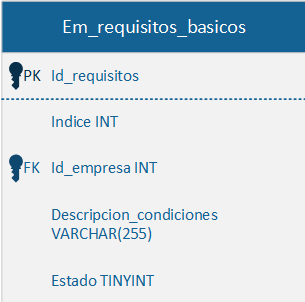 Em_requisitos_basicos
PK Id_requisitos
Indice INT
FK Id_empresa INT
Descripcion_condiciones
VARCHAR(255)
Estado TINYINT